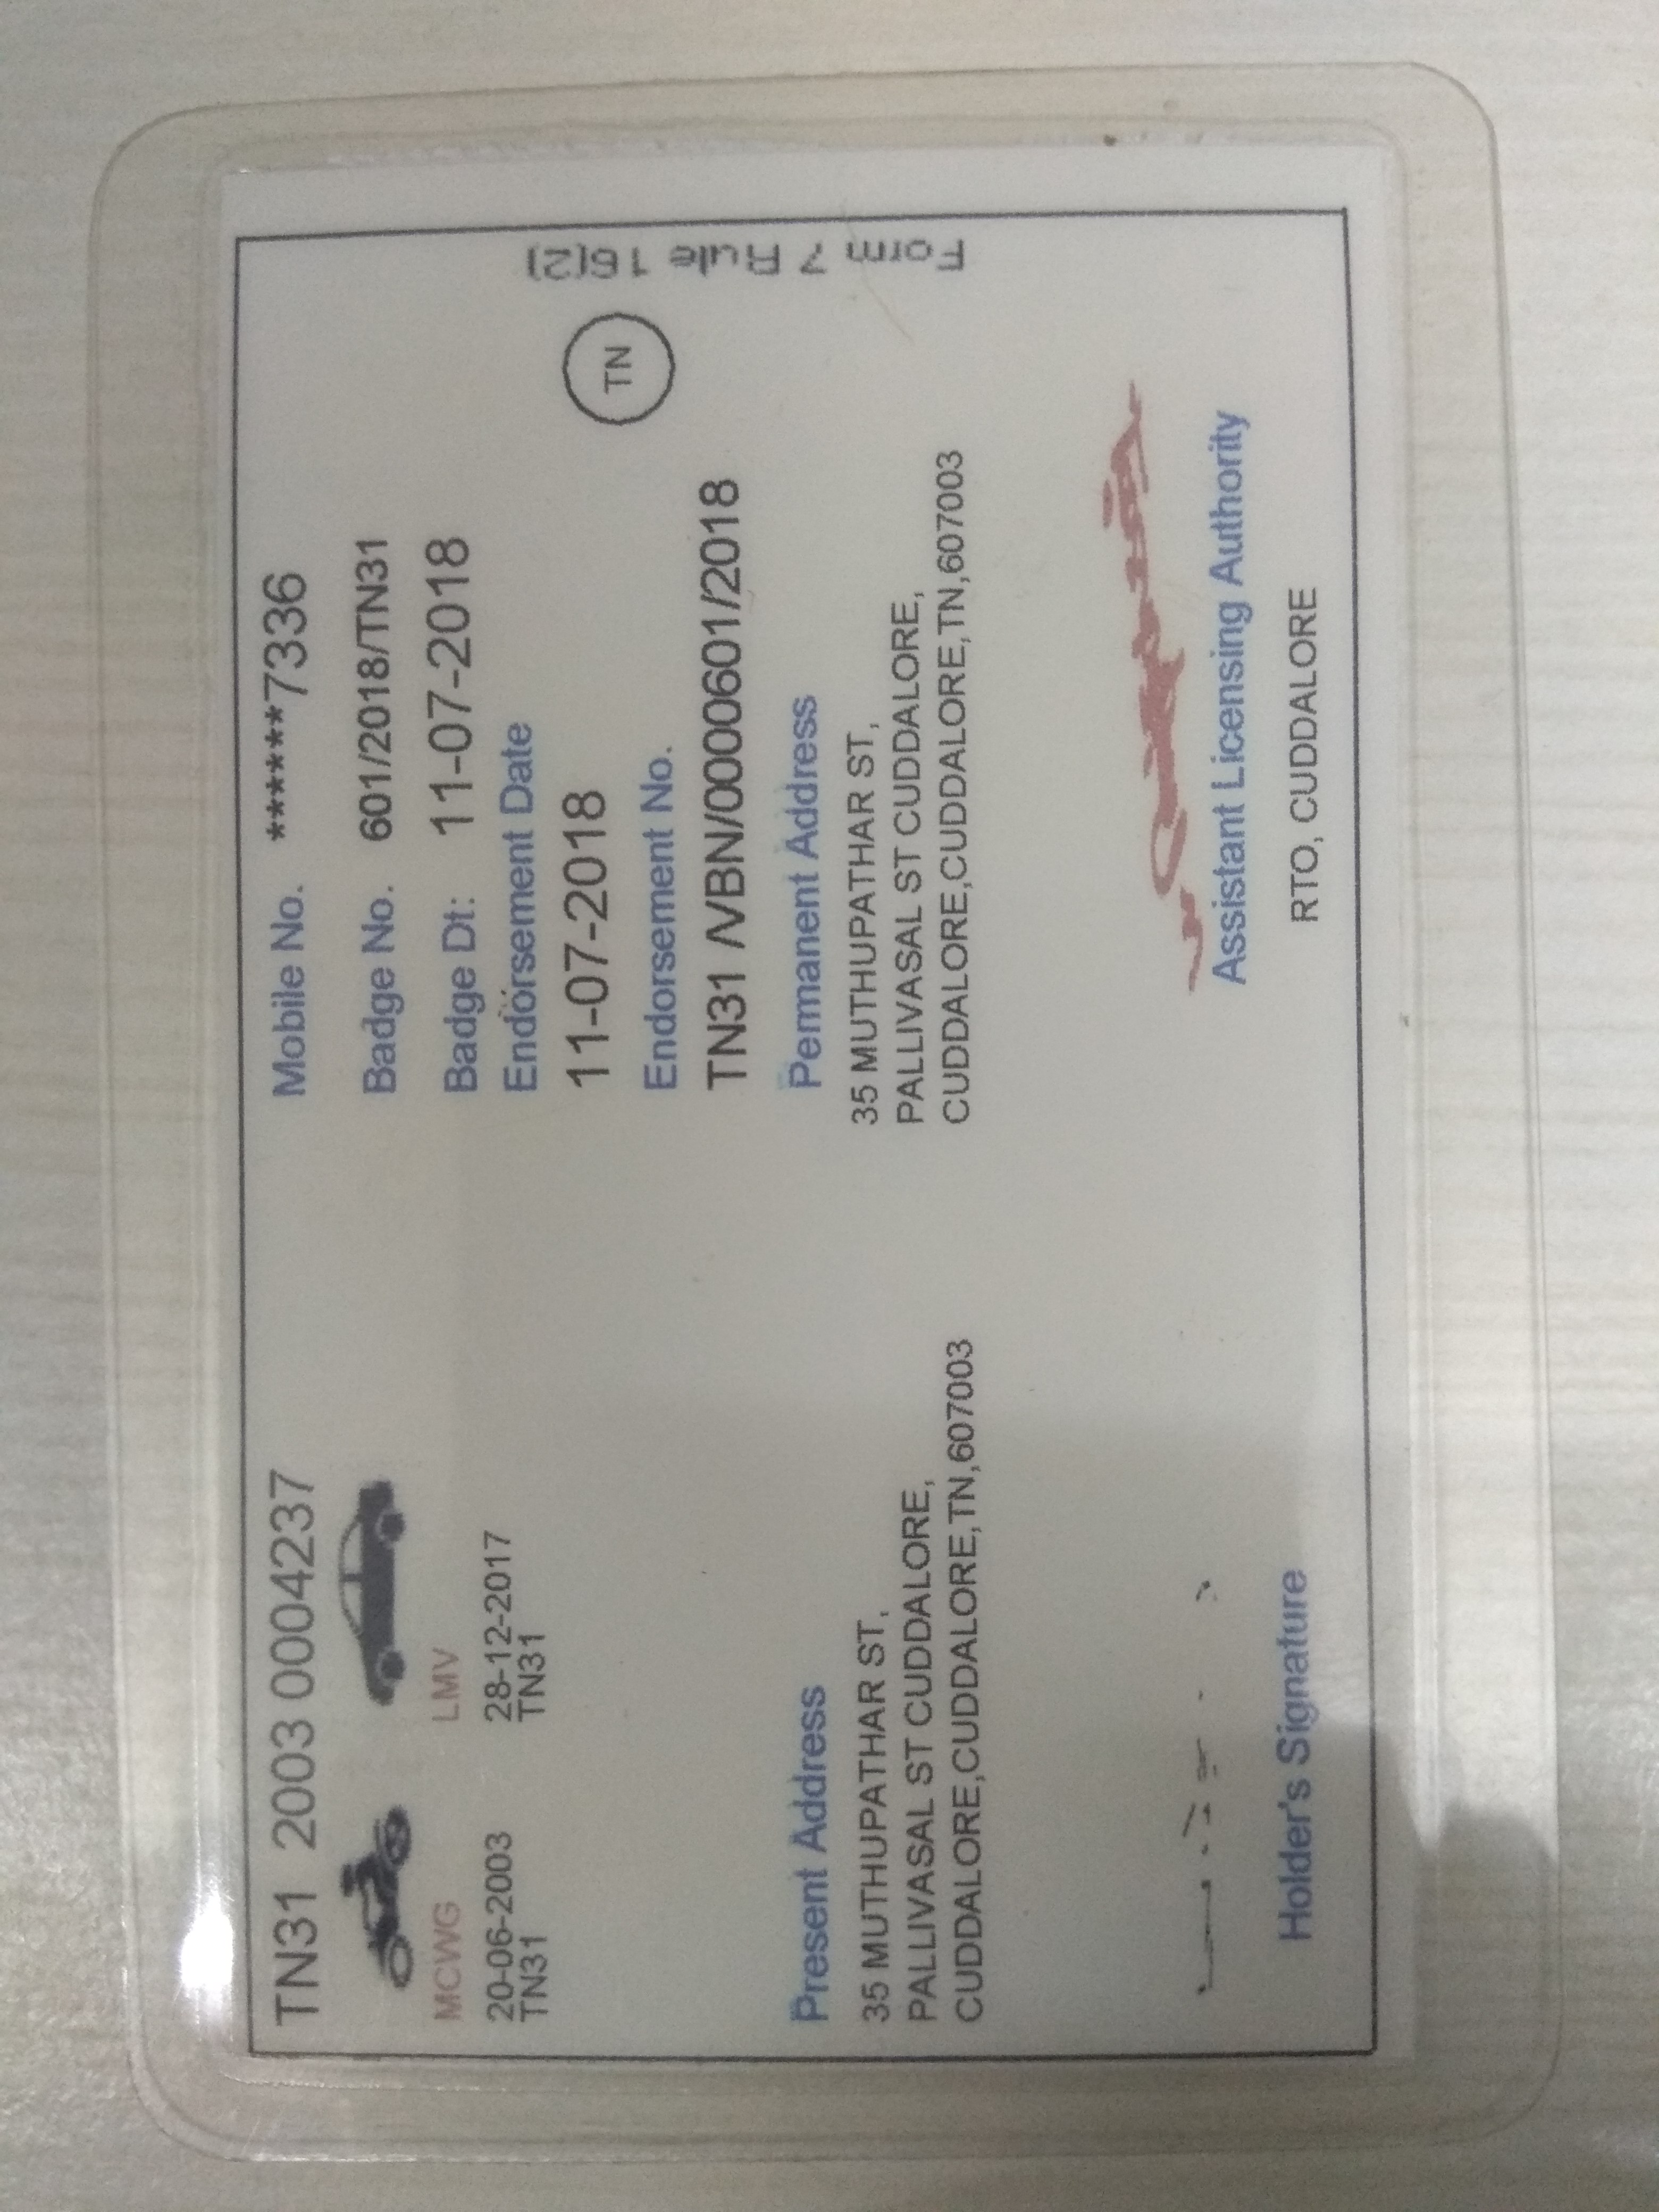 TN31 2003 0004237
MCWG LMV
20-06-2003 28-12-2017
TN31 TN31
Present Address
35 MUTHUPATHAR ST,
PALLIVASAL ST CUDDALORE,
CUDDALORE,CUDDALORE,TN,607003
Holder's Signature
Mobile No. ******7336
Badge No. 601/2018/TN31
Badge Dt: 11-07-2018
Endorsement Date
11-07-2018
TN
Endorsement No.
TN31 /VBN/0000601/2018
Permanent Address
35 MUTHUPATHAR ST,
PALLIVASAL ST CUDDALORE,
CUDDALORE,CUDDALORE,TN,607003
Assistant Licensing Authority
RTO, CUDDALORE
Form 7 Rule 16(2)